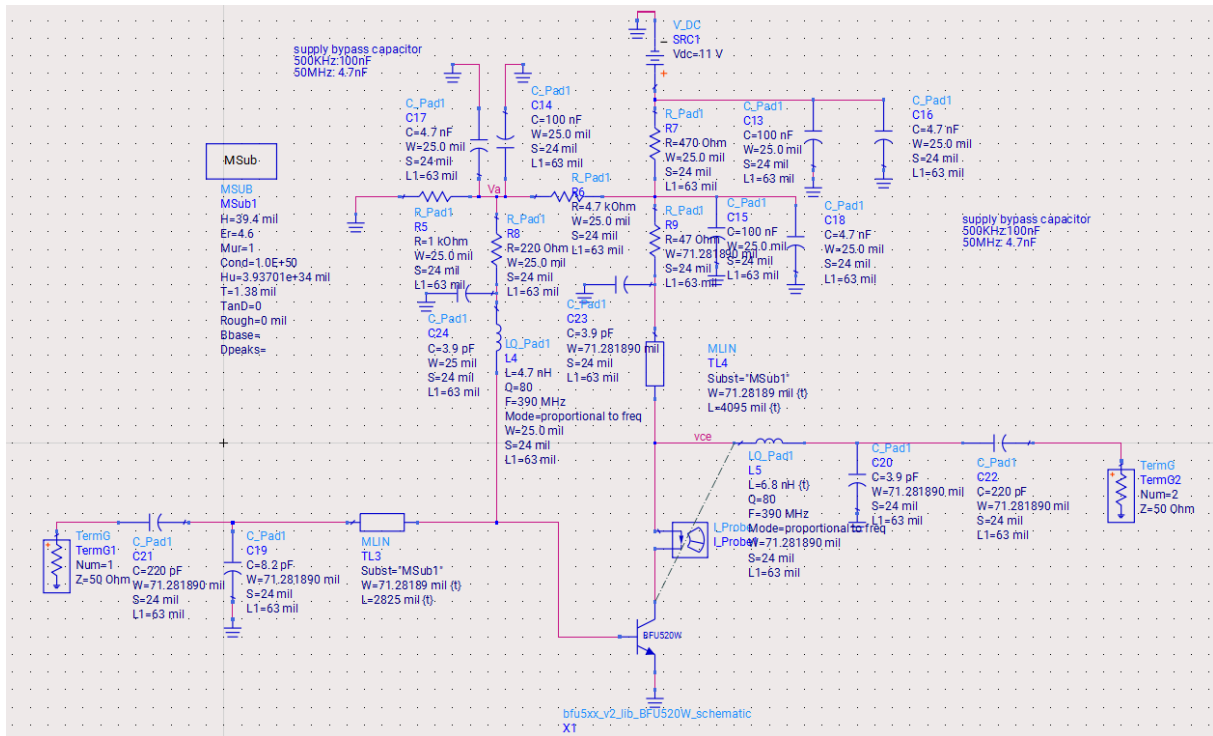 V_DC
SRC1
Vdc=11 V
supply bypass capacitor
500KHz:100nF
50MHz: 4.7nF
C_Pad1
C17
C=4.7 nF
W=25.0 mil
S=24 mil
L1=63 mil
C_Pad1
C14
C=100 nF
W=25.0 mil
S=24 mil
L1=63 mil
R_Pad1
R7
R=470 Ohm
W=25.0 mil
S=24 mil
L1=63 mil
C_Pad1
C13
C=100 nF
W=25.0 mil
S=24 mil
L1=63 mil
C_Pad1
C16
C=4.7 nF
W=25.0 mil
S=24 mil
L1=63 mil
MSub
MSUB
MSub1
H=39.4 mil
Er=4.6
Mur=1
Cond=1.0E+50
Hu=3.93701e+34 mil
T=1.38 mil
TanD=0
Rough=0 mil
Bbase=
Dpeaks=
Va
R_Pad1
R5
R=1 kOhm
W=25.0 mil
S=24 mil
L1=63 mil
R_Pad1
R8
R=220 Ohm
W=25.0 mil
S=24 mil
L1=63 mil
R_Pad1
R6
R=4.7 kOhm
W=25.0 mil
S=24 mil
L1=63 mil
R_Pad1
R9
R=47 Ohm
W=71.281890 mil
S=24 mil
L1=63 mil
C_Pad1
C15
C=100 nF
W=25.0 mil
S=24 mil
L1=63 mil
C_Pad1
C18
C=4.7 nF
W=25.0 mil
S=24 mil
L1=63 mil
supply bypass capacitor
500KHz:100nF
50MHz: 4.7nF
C_Pad1
C24
C=3.9 pF
W=25 mil
S=24 mil
L1=63 mil
LQ_Pad1
L4
L=4.7 nH
Q=80
F=390 MHz
Mode=proportional to freq
W=25.0 mil
S=24 mil
L1=63 mil
C_Pad1
C23
C=3.9 pF
W=71.281890 mil
S=24 mil
L1=63 mil
MLIN
TL4
Subst="MSub1"
W=71.28189 mil {t}
L=4095 mil {t}
vce
LQ_Pad1
L5
L=6.8 nH {t}
Q=80
F=390 MHz
Mode=proportional to freq
W=71.281890 mil
S=24 mil
L1=63 mil
C_Pad1
C20
C=3.9 pF
W=71.281890 mil
S=24 mil
L1=63 mil
C_Pad1
C22
C=220 pF
W=71.281890 mil
S=24 mil
L1=63 mil
TermG
TermG2
Num=2
Z=50 Ohm
TermG
TermG1
Num=1
Z=50 Ohm
C_Pad1
C21
C=220 pF
W=71.281890 mil
S=24 mil
L1=63 mil
C_Pad1
C19
C=8.2 pF
W=71.281890 mil
S=24 mil
L1=63 mil
MLIN
TL3
Subst="MSub1"
W=71.28189 mil {t}
L=2825 mil {t}
I_Probe
BFU520W
bfu5xx_v2_lib_BFU520W_schematic
X1